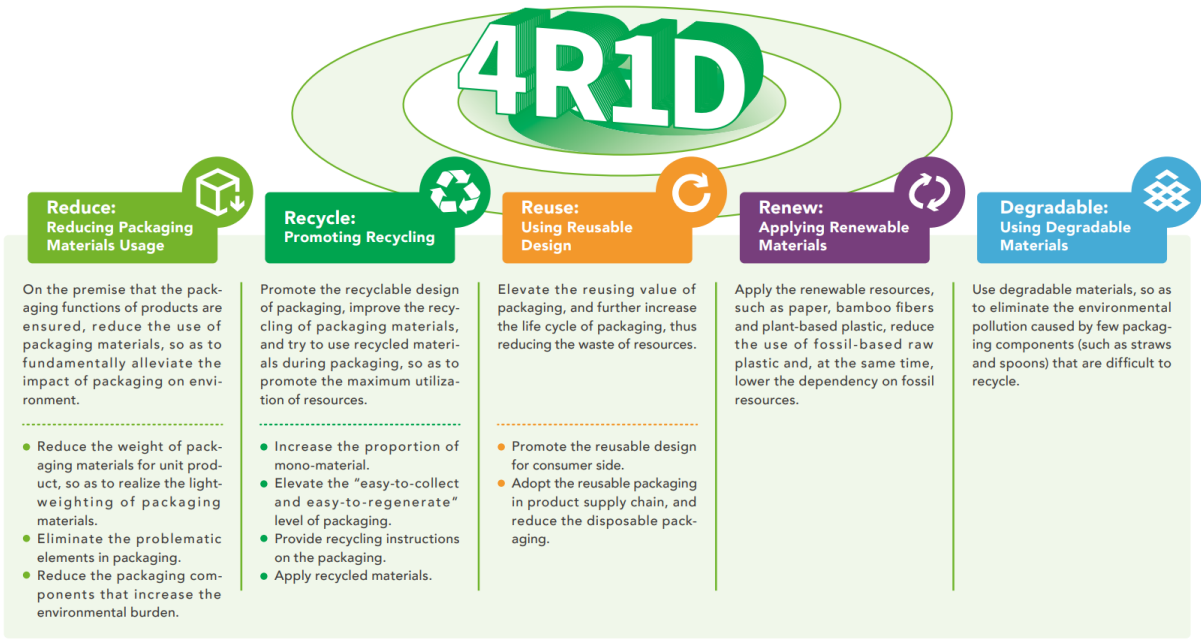 4R1D
Reduce:
Reducing Packaging
Materials Usage
On the premise that the pack-
aging functions of products are
ensured, reduce the use of
packaging materials, so as to
fundamentally alleviate the
impact of packaging on envi-
ronment.
Reduce the weight of pack-
aging materials for unit prod-
uct, so as to realize the light-
weighting of packaging
materials.
Eliminate the problematic
elements in packaging.
Reduce the packaging com-
ponents that increase the
environmental burden.
Recycle:
Promoting Recycling
Promote the recyclable design
of packaging, improve the recy-
cling of packaging materials,
and try to use recycled materi-
als during packaging, so as to
promote the maximum utiliza-
tion of resources.
Increase the proportion of
mono-material.
Elevate the “easy-to-collect
and easy-to-regenerate”
level of packaging.
Provide recycling instructions
on the packaging.
Apply recycled materials.
Reuse:
Using Reusable
Design
Elevate the reusing value of
packaging, and further increase
the life cycle of packaging, thus
reducing the waste of resources.
Promote the reusable design
for consumer side.
Adopt the reusable packaging
in product supply chain, and
reduce the disposable pack-
aging.
Renew:
Applying Renewable
Materials
Apply the renewable resources,
such as paper, bamboo fibers
and plant-based plastic, reduce
the use of fossil-based raw
plastic and, at the same time,
lower the dependency on fossil
resources.
Degradable:
Using Degradable
Materials
Use degradable materials, so as
to eliminate the environmental
pollution caused by few packag-
ing components (such as straws
and spoons) that are difficult to
recycle.